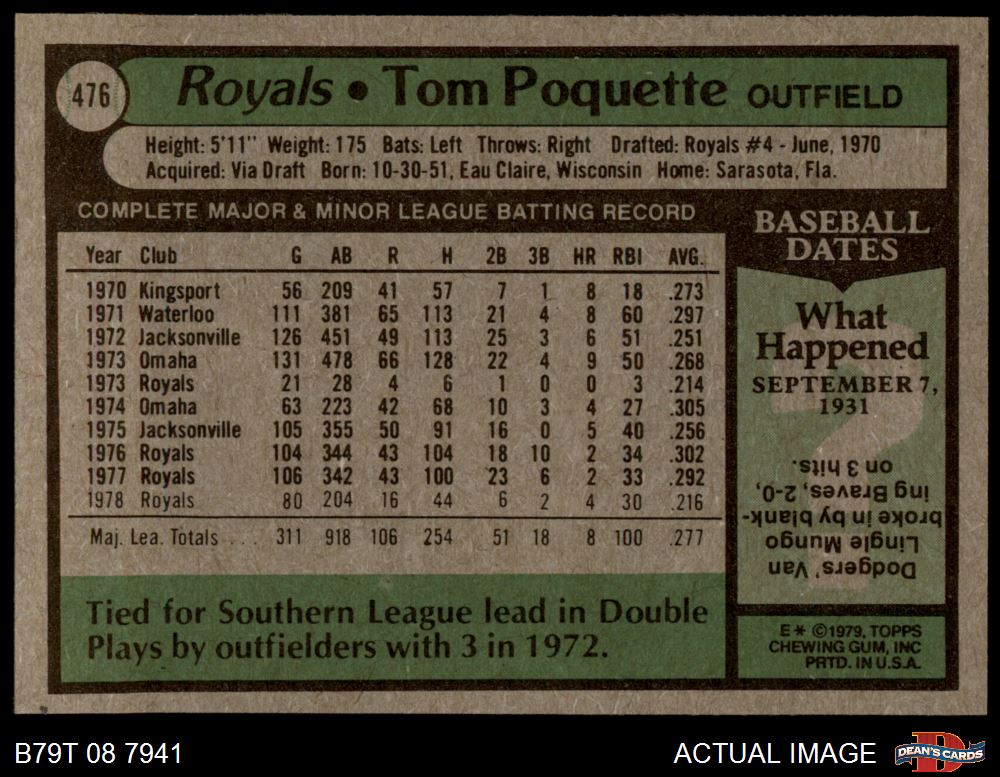 476
Royals • Tom Poquette OUTFIELD
Height: 5'11" Weight: 175 Bats: Left Throws: Right Drafted: Royals #4 - June, 1970
Acquired: Via Draft Born: 10-30-51, Eau Claire, Wisconsin Home: Sarasota, Fla.
COMPLETE MAJOR & MINOR LEAGUE BATTING RECORD
Year Club G AB R H 2B 3B HR RBI AVG.
1970 Kingsport 56 209 41 57 7 1 8 18 .273
1971 Waterloo 111 381 65 113 21 4 8 60 .297
1972 Jacksonville 126 451 49 113 25 3 6 51 .251
1973 Omaha 131 478 66 128 22 4 9 50 .268
1973 Royals 21 28 4 6 1 0 0 3 .214
1974 Omaha 63 223 42 68 10 3 4 27 .305
1975 Jacksonville 105 355 50 91 16 0 5 40 .256
1976 Royals 104 344 43 104 18 10 2 34 .302
1977 Royals 106 342 43 100 23 6 2 33 .292
1978 Royals 80 204 16 44 6 2 4 30 .216
Maj. Lea. Totals .... 311 918 106 254 51 18 8 100 .277
Tied for Southern League lead in Double
Plays by outfielders with 3 in 1972.
BASEBALL
DATES
What
Happened
SEPTEMBER 7,
1931
Dodgers' Van
Lingle Mungo
broke in by blank-
ing Braves, 2-0,
on 3 hits.
E* ©1979, TOPPS
CHEWING GUM, INC
PRTD. IN U.S.A.
B79T 08 7941
ACTUAL IMAGE
D
DEAN'S CARDS